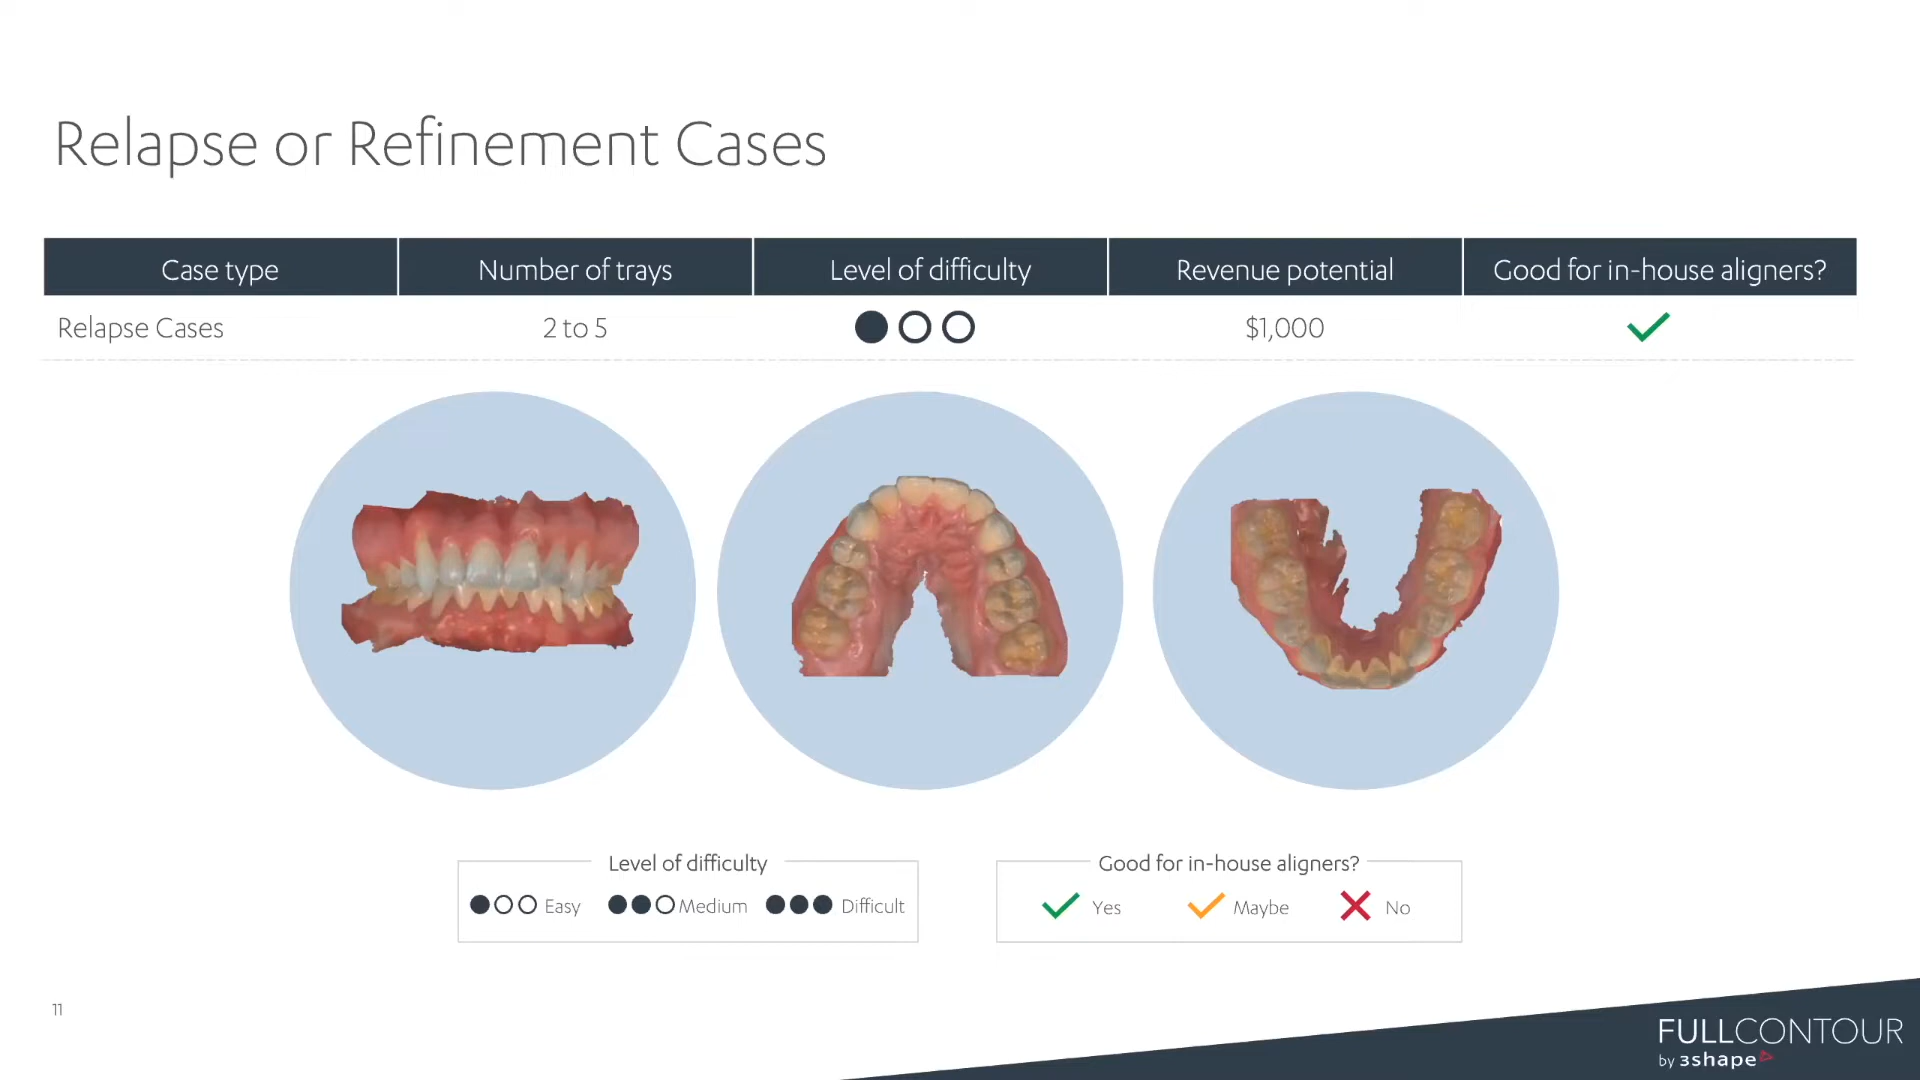 Relapse or Refinement Cases
Case type Number of trays Level of difficulty Revenue potential Good for in-house aligners?
Relapse Cases 2 to 5 $1,000
Level of difficulty
Easy Medium Difficult
Good for in-house aligners?
Yes Maybe No
11
FULLCONTOUR
by 3shape